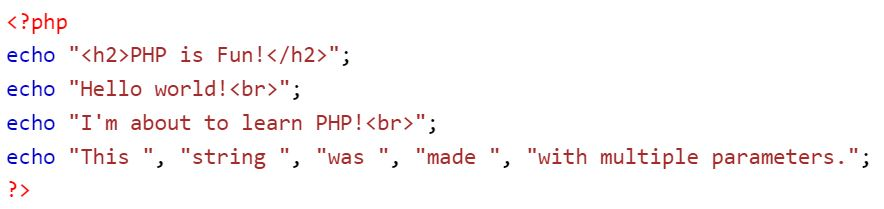 <?php
echo "<h2>PHP is Fun!</h2>";
echo "Hello world!<br>";
echo "I'm about to learn PHP!<br>";
echo "This ", "string ", "was ", "made ", "with multiple parameters.";
?>